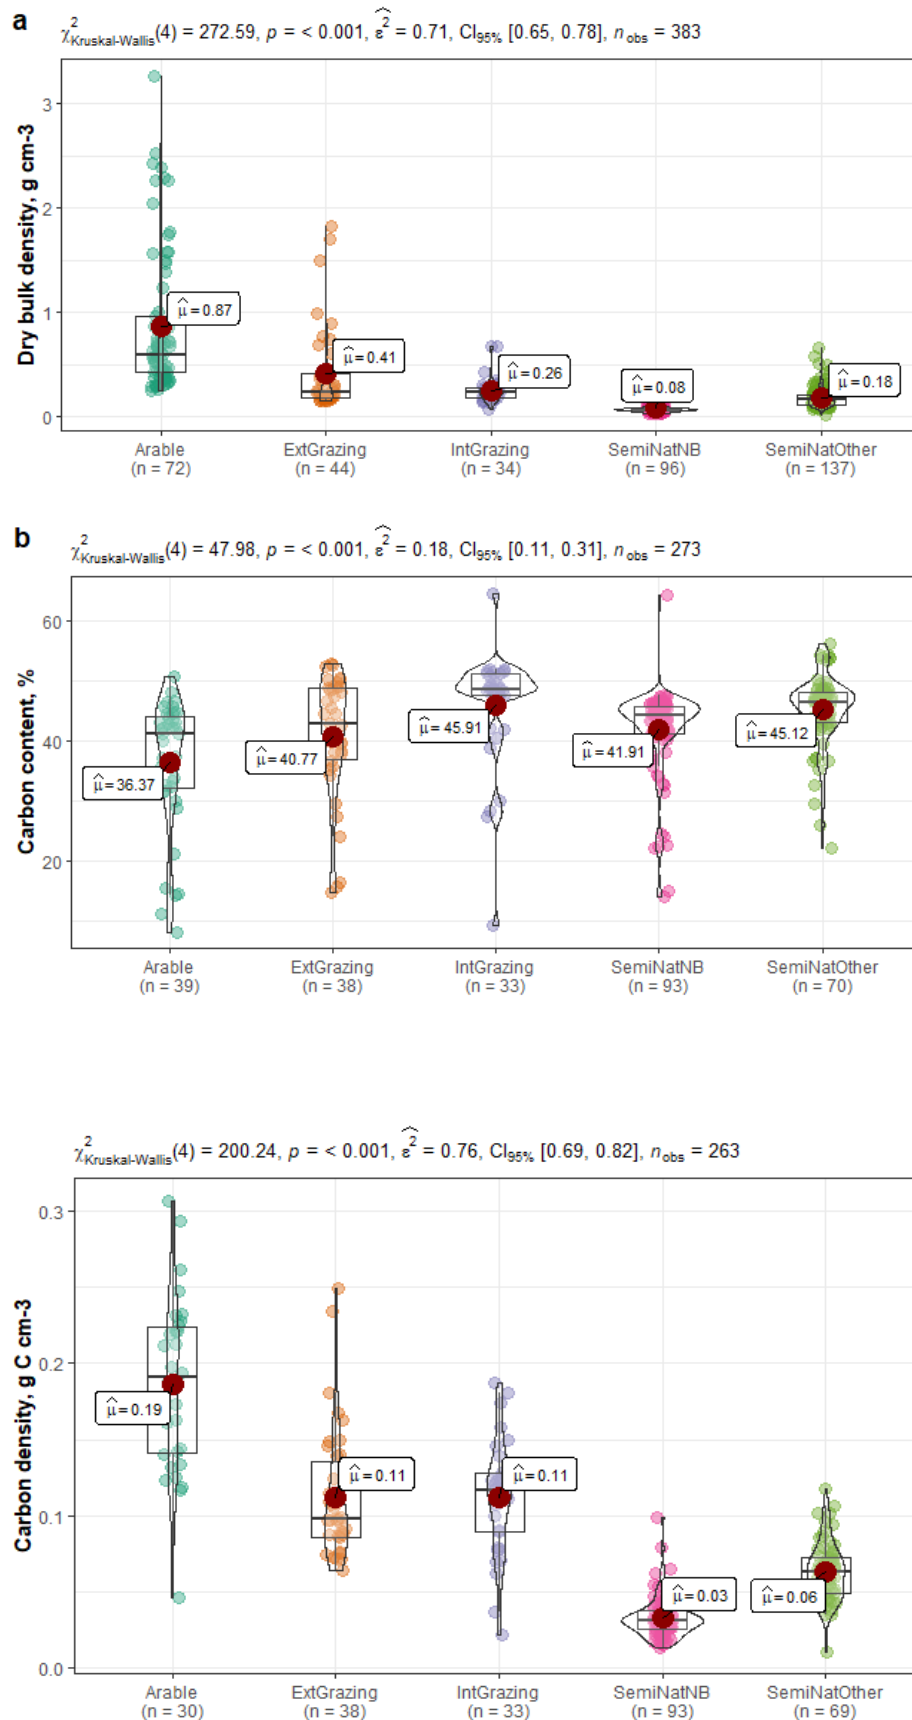 a
χ²Kruskal-Wallis(4) = 272.59, p = < 0.001, ε̂² = 0.71, CI95% [0.65, 0.78], nobs = 383
Dry bulk density, g cm-3
3
2
1
0
μ̂ = 0.87
μ̂ = 0.41
μ̂ = 0.26
μ̂ = 0.08
μ̂ = 0.18
Arable ExtGrazing IntGrazing SemiNatNB SemiNatOther
(n = 72) (n = 44) (n = 34) (n = 96) (n = 137)
b
χ²Kruskal-Wallis(4) = 47.98, p = < 0.001, ε̂² = 0.18, CI95% [0.11, 0.31], nobs = 273
Carbon content, %
60
40
20
μ̂ = 36.37
μ̂ = 40.77
μ̂ = 45.91
μ̂ = 41.91
μ̂ = 45.12
Arable ExtGrazing IntGrazing SemiNatNB SemiNatOther
(n = 39) (n = 38) (n = 33) (n = 93) (n = 70)
χ²Kruskal-Wallis(4) = 200.24, p = < 0.001, ε̂² = 0.76, CI95% [0.69, 0.82], nobs = 263
Carbon density, g C cm-3
0.3
0.2
0.1
0.0
μ̂ = 0.19
μ̂ = 0.11
μ̂ = 0.11
μ̂ = 0.03
μ̂ = 0.06
Arable ExtGrazing IntGrazing SemiNatNB SemiNatOther
(n = 30) (n = 38) (n = 33) (n = 93) (n = 69)